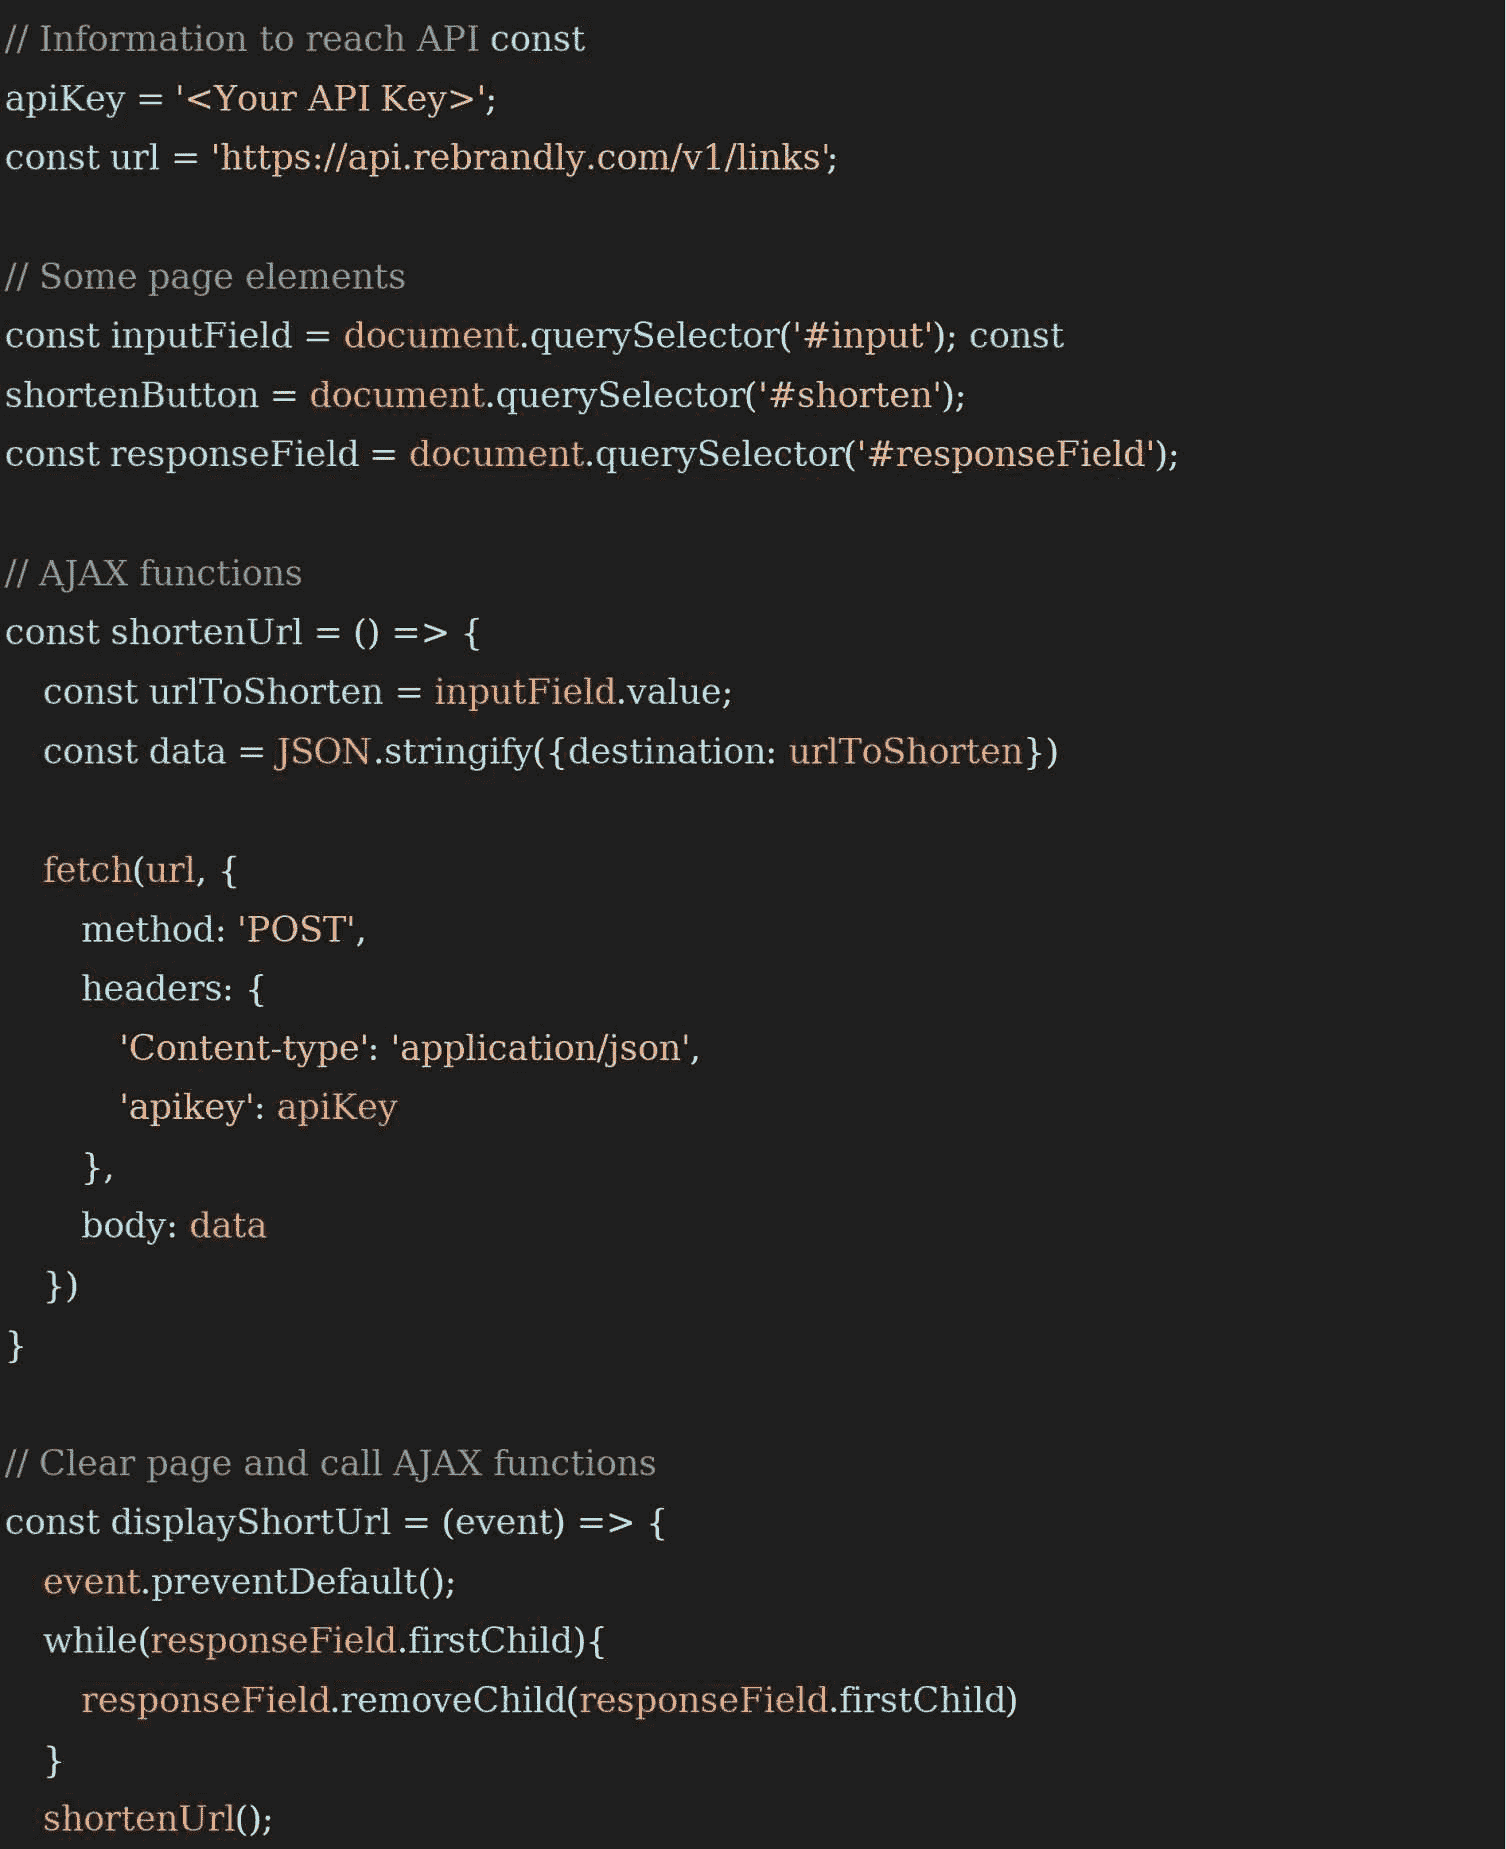 // Information to reach API const
apiKey = '<Your API Key>';
const url = 'https://api.rebrandly.com/v1/links';
// Some page elements
const inputField = document.querySelector('#input'); const
shortenButton = document.querySelector('#shorten');
const responseField = document.querySelector('#responseField');
// AJAX functions
const shortenUrl = () => {
    const urlToShorten = inputField.value;
    const data = JSON.stringify({destination: urlToShorten})
    fetch(url, {
        method: 'POST',
        headers: {
            'Content-type': 'application/json',
            'apikey': apiKey
        },
        body: data
    })
}
// Clear page and call AJAX functions
const displayShortUrl = (event) => {
    event.preventDefault();
    while(responseField.firstChild){
        responseField.removeChild(responseField.firstChild)
    }
    shortenUrl();